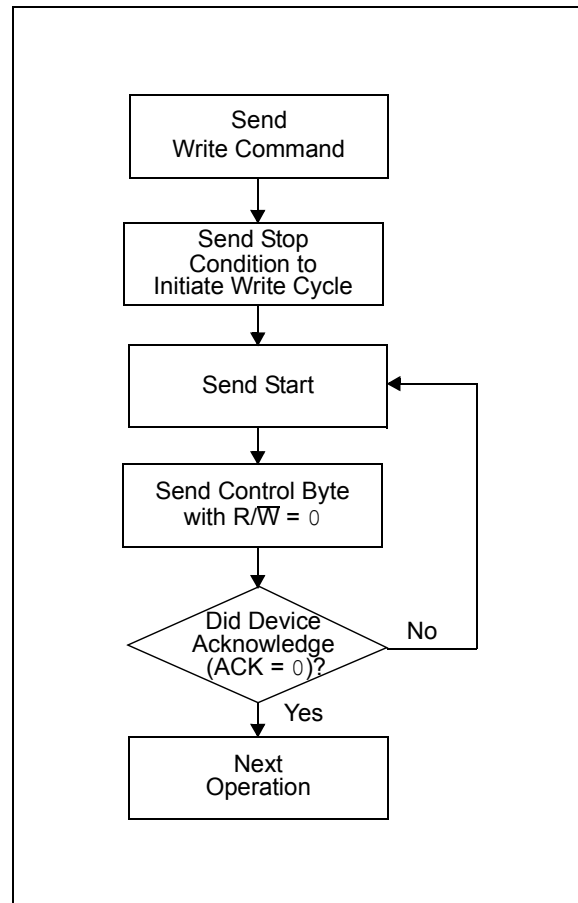 Send
Write Command
Send Stop
Condition to
Initiate Write Cycle
Send Start
Send Control Byte
with R/W̅ = 0
Did Device
Acknowledge
(ACK = 0)?
No
Yes
Next
Operation